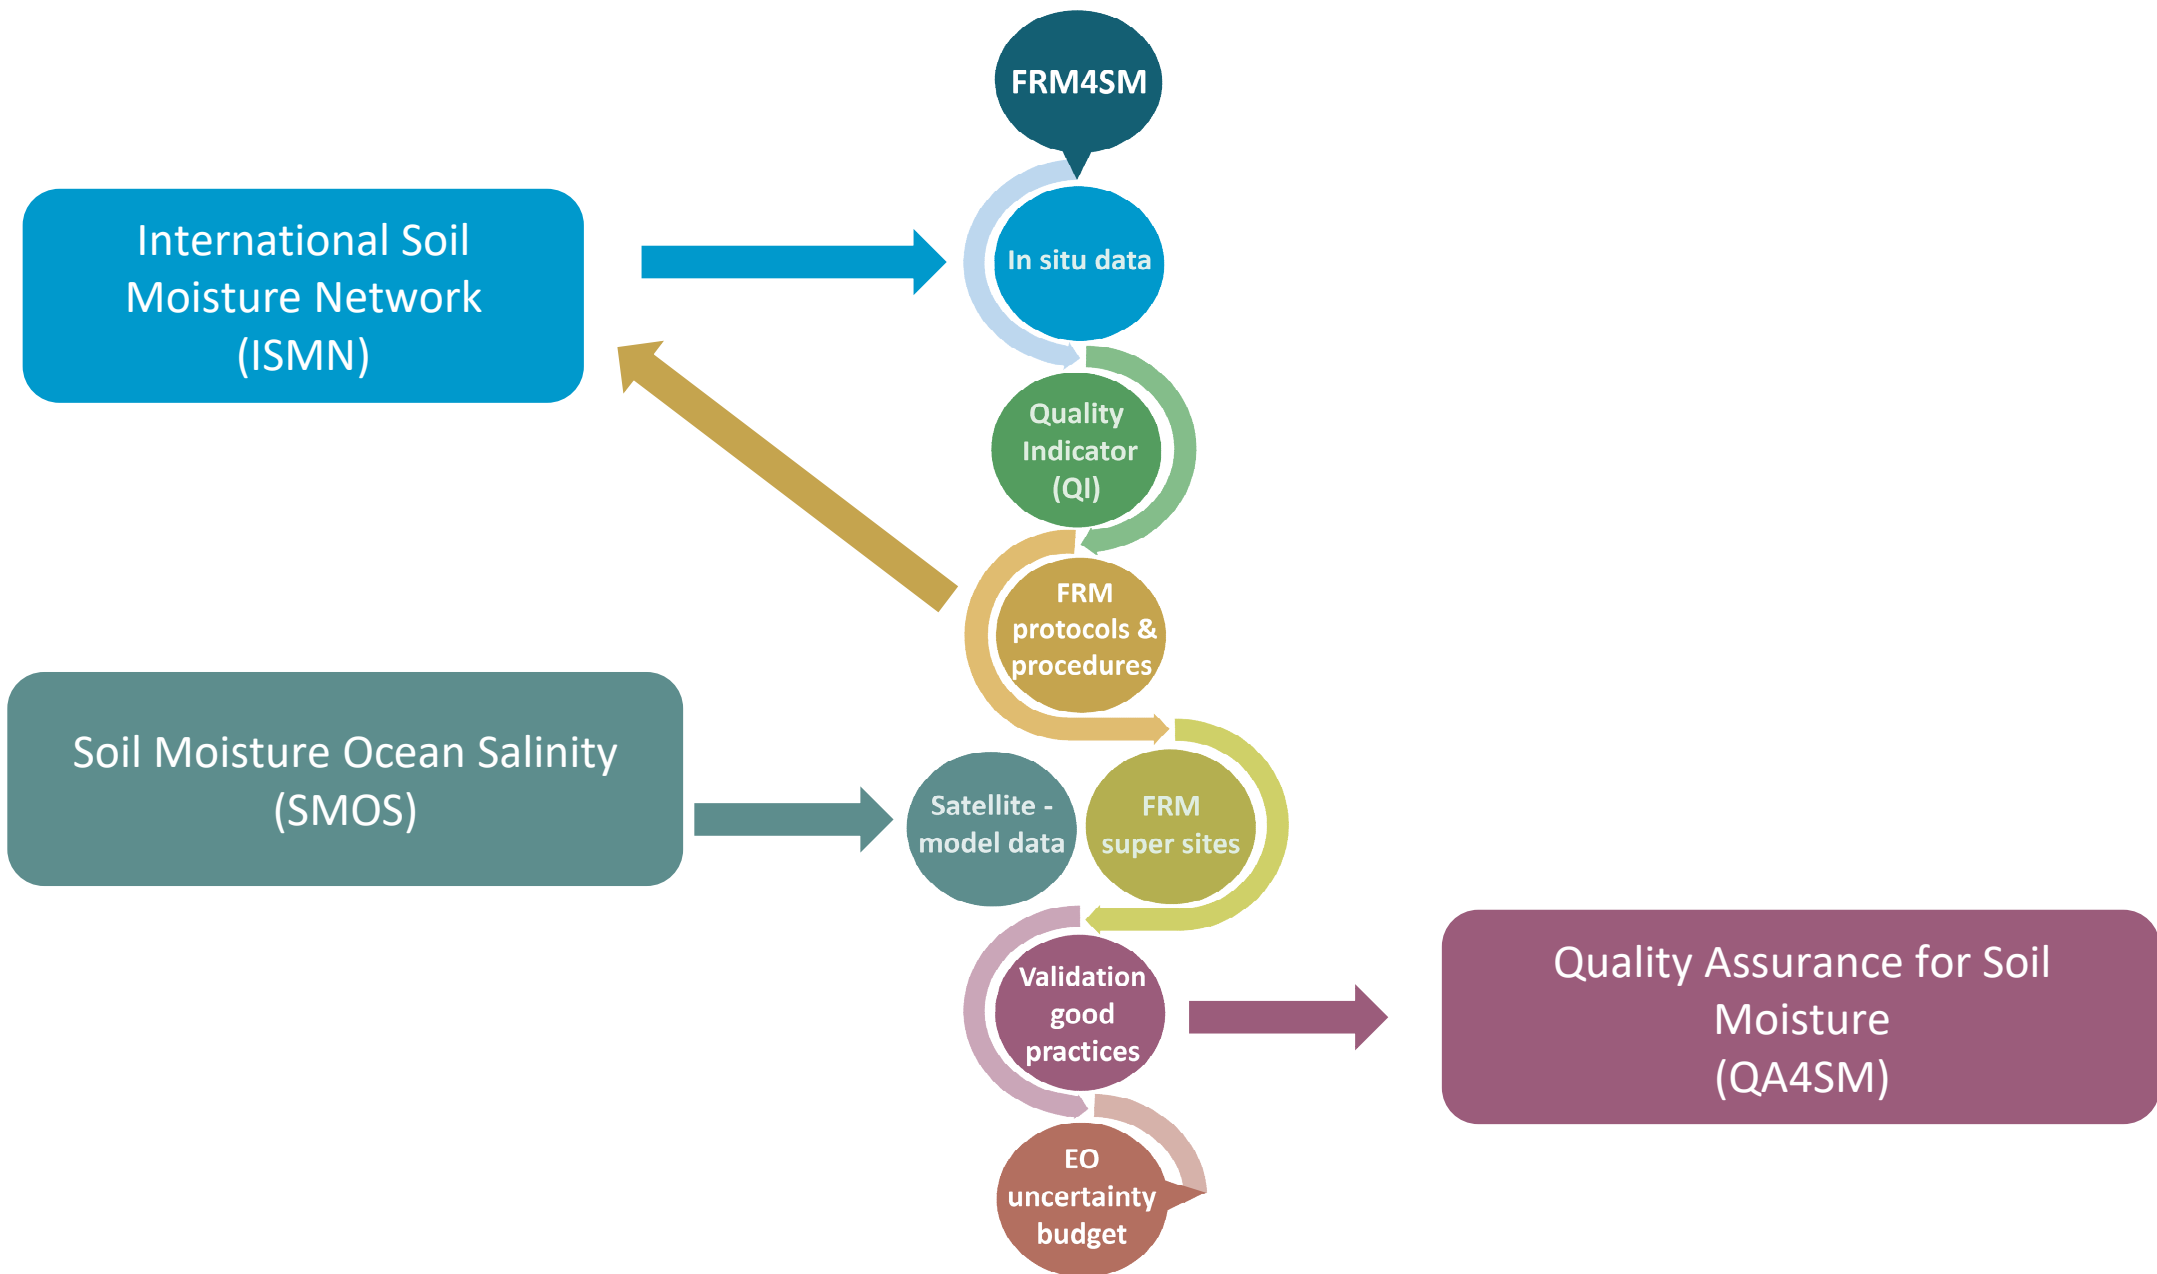 FRM4SM
International Soil
Moisture Network
(ISMN)
In situ data
Quality
Indicator
(QI)
FRM
protocols &
procedures
Soil Moisture Ocean Salinity
(SMOS)
Satellite -
model data
FRM
super sites
Validation
good
practices
Quality Assurance for Soil
Moisture
(QA4SM)
EO
uncertainty
budget